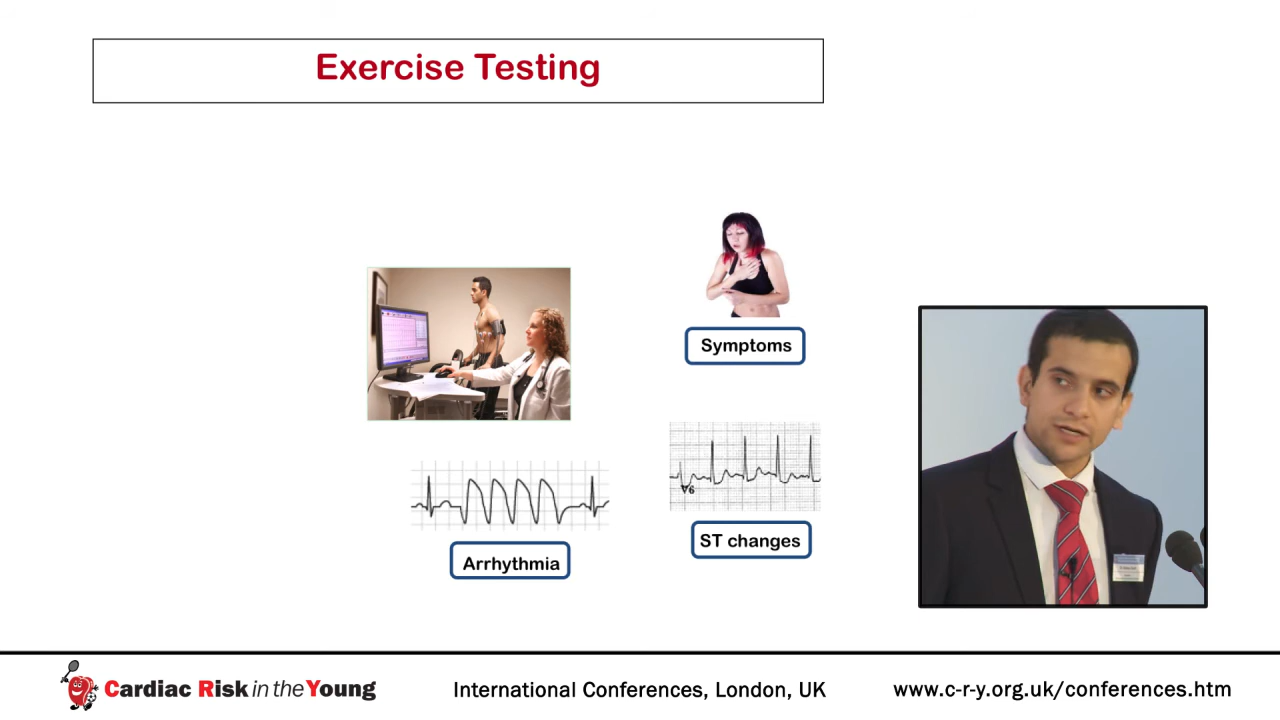 Exercise Testing
Symptoms
V6
ST changes
Arrhythmia
Cardiac Risk in the Young
International Conferences, London, UK
www.c-r-y.org.uk/conferences.htm